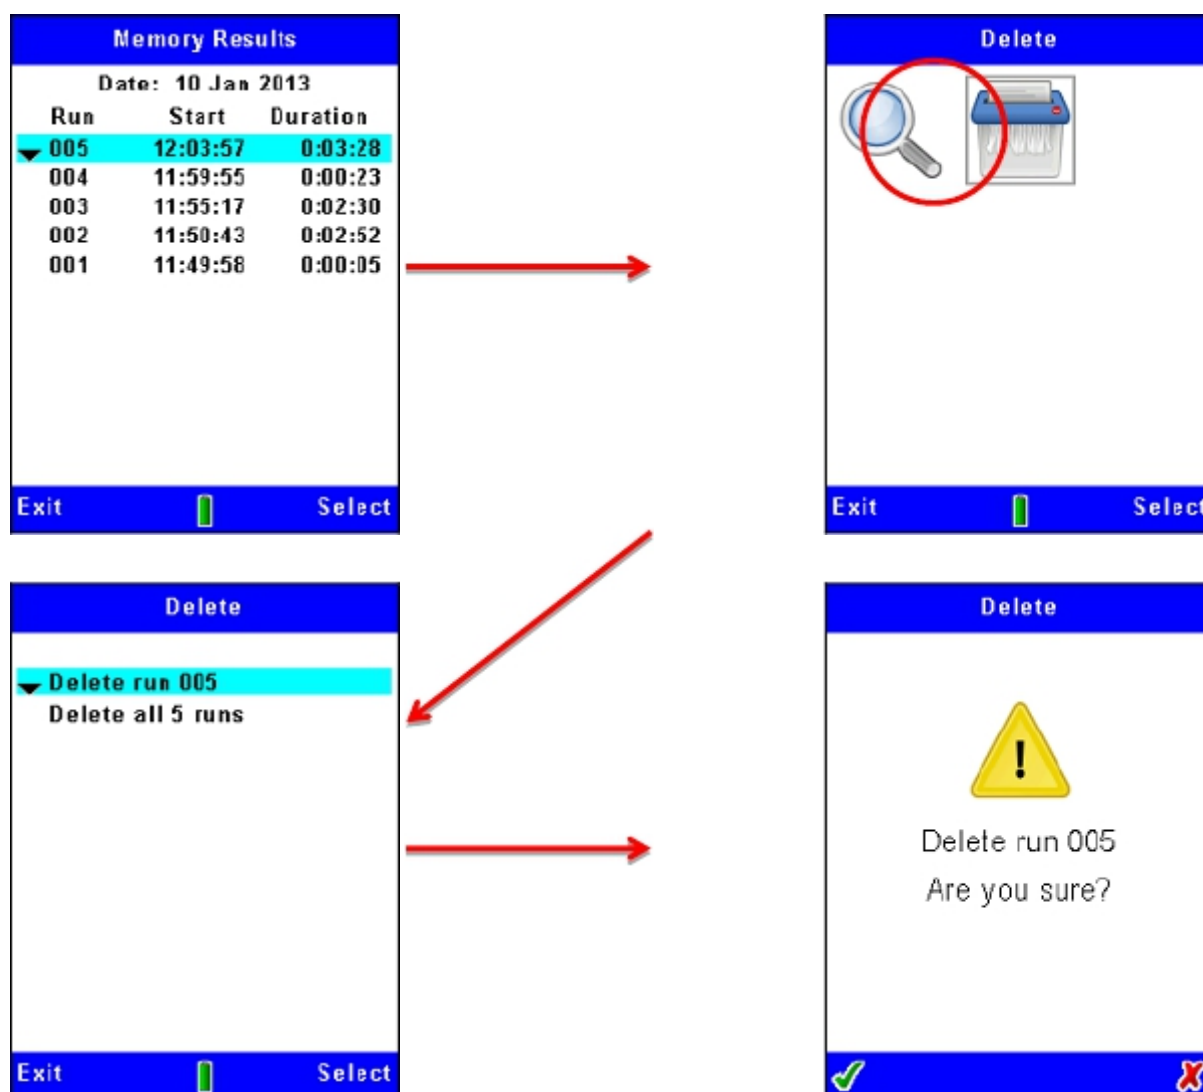 Memory Results
Date: 10 Jan 2013
Run Start Duration
005 12:03:57 0:03:28
004 11:59:55 0:00:23
003 11:55:17 0:02:30
002 11:50:43 0:02:52
001 11:49:58 0:00:05
Exit Select
Delete
Exit Select
Delete
Delete run 005
Delete all 5 runs
Exit Select
Delete
!
Delete run 005
Are you sure?